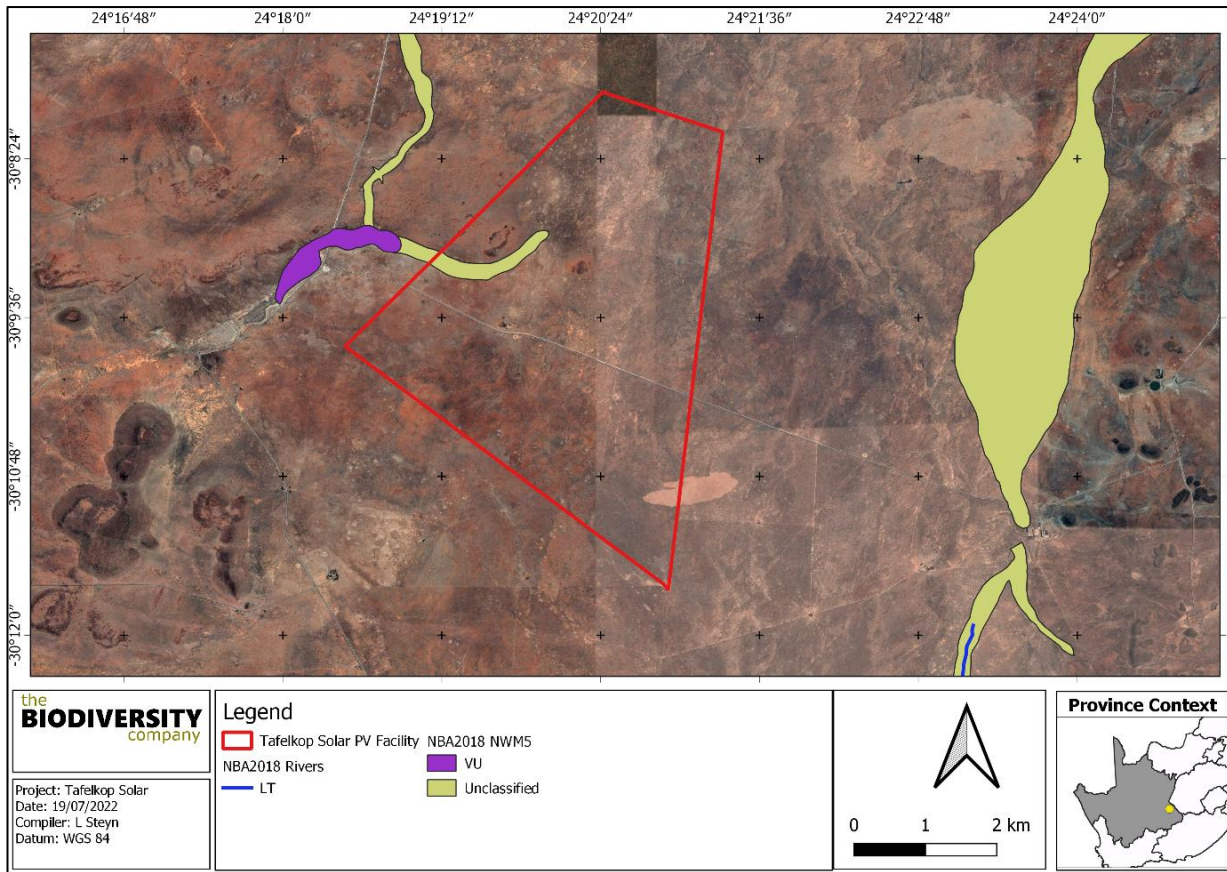 24°16'48" 24°18'0" 24°19'12" 24°20'24" 24°21'36" 24°22'48" 24°24'0"
-30°8'24"
-30°9'36"
-30°10'48"
-30°12'0"
the
BIODIVERSITY
company
Project: Tafelkop Solar
Date: 19/07/2022
Compiler: L Steyn
Datum: WGS 84
Legend
Tafelkop Solar PV Facility
NBA2018 Rivers
LT
NBA2018 NWM5
VU
Unclassified
0 1 2 km
Province Context